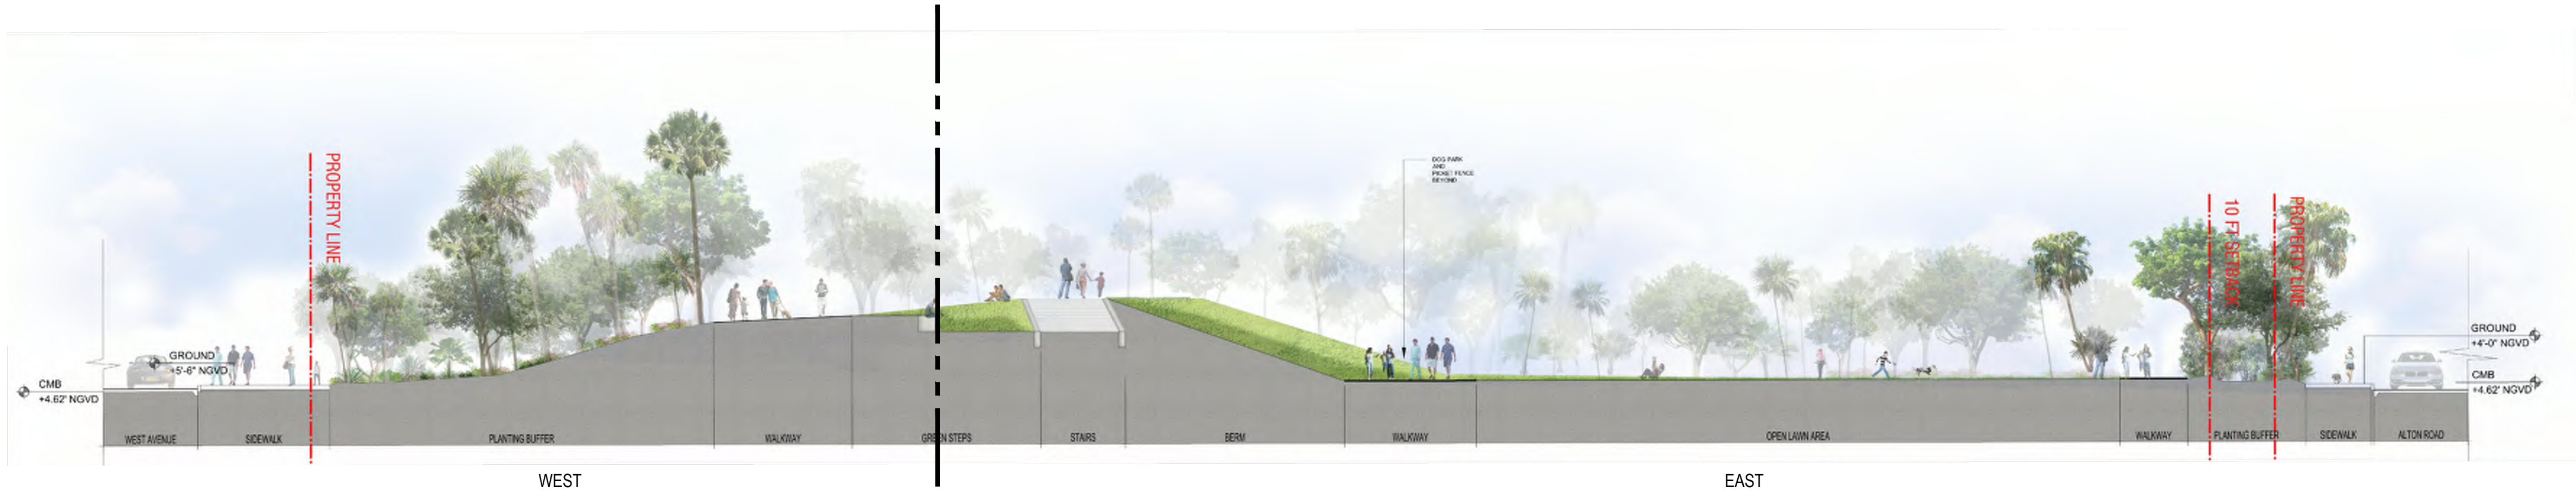 PROPERTY LINE
DOG PARK
AND
PICKET FENCE
BEYOND
10 FT SETBACK
PROPERTY LINE
GROUND
+5'-6" NGVD
CMB
+4.62' NGVD
GROUND
+4'-0" NGVD
CMB
+4.62' NGVD
WEST AVENUE
SIDEWALK
PLANTING BUFFER
WALKWAY
GREEN STEPS
STAIRS
BERM
WALKWAY
OPEN LAWN AREA
WALKWAY
PLANTING BUFFER
SIDEWALK
ALTON ROAD
WEST
EAST